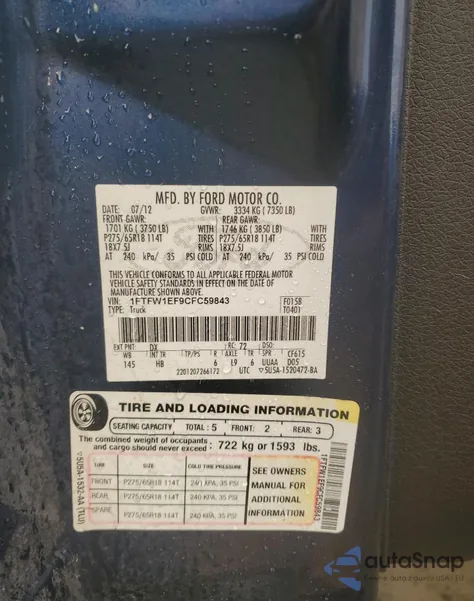 MFD. BY FORD MOTOR CO.
DATE: 07/12 GVWR: 3334 KG ( 7350 LB)
FRONT GAWR: REAR GAWR:
1701 KG ( 3750 LB) WITH 1746 KG ( 3850 LB) WITH
P275/65R18 114T TIRES P275/65R18 114T TIRES
18X7.5J RIMS 18X7.5J RIMS
AT 240 kPa/ 35 PSI COLD AT 240 kPa/ 35 PSI COLD
THIS VEHICLE CONFORMS TO ALL APPLICABLE FEDERAL MOTOR
VEHICLE SAFETY STANDARDS IN EFFECT ON THE DATE OF
MANUFACTURE SHOWN ABOVE.
VIN: 1FTFW1EF9CFC59843
TYPE: Truck
F0158
T0401
EXT PNT: DX RC: 72 DSO:
WB INT TR TP/PS R AXLE TR SPR CF615
145 HB 6 L9 6 UUAA DOS
2201207266172 UTC ▽5U5A-1520472-BA
TIRE AND LOADING INFORMATION
SEATING CAPACITY TOTAL: 5 FRONT: 2 REAR: 3
The combined weight of occupants and cargo should never exceed : 722 kg or 1593 lbs.
TIRE SIZE COLD TIRE PRESSURE
FRONT P275/65R18 114T 240 KPA, 35 PSI
REAR P275/65R18 114T 240 KPA, 35 PSI
SPARE P275/65R18 114T 240 KPA, 35 PSI
SEE OWNERS
MANUAL FOR
ADDITIONAL
INFORMATION
▽5U5A-1532-AA (TLU)
1FTFW1EF9CFC59843
autoSnap